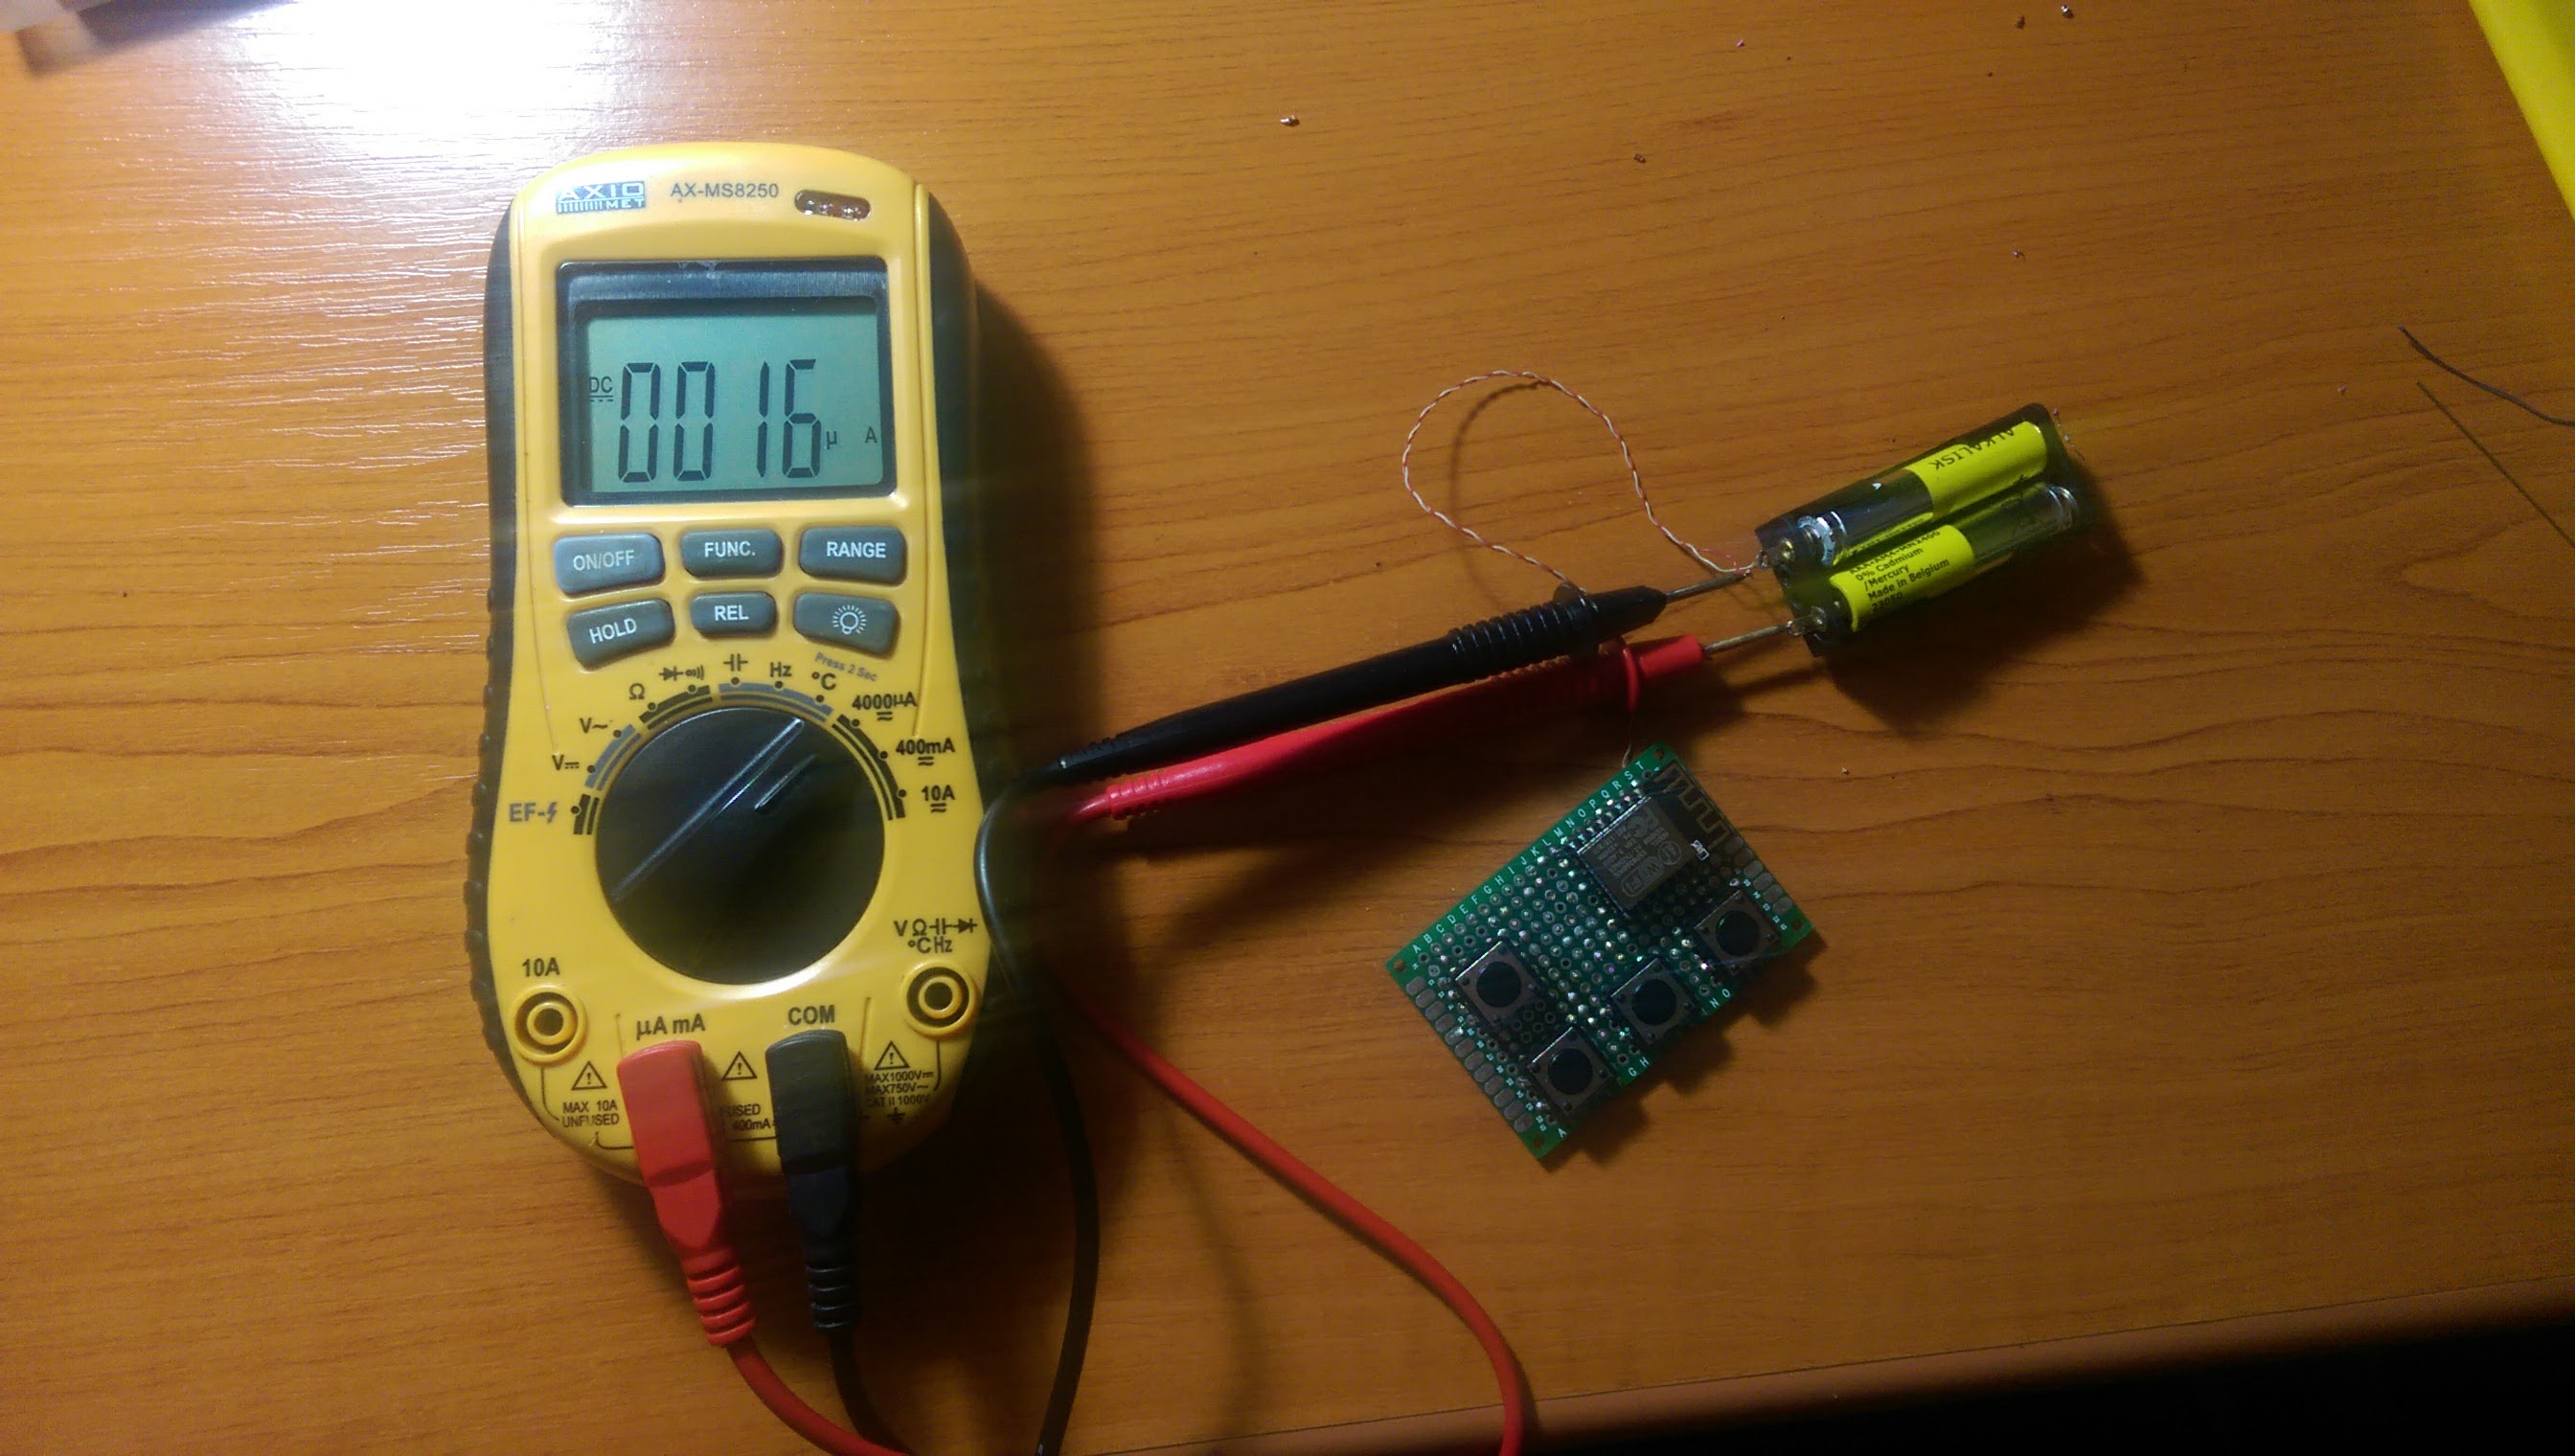 AXIO
MET
AX-MS8250
DC
0016 µ A
ON/OFF
FUNC.
RANGE
HOLD
REL
Press 2 Sec
Ω
Hz
°C
4000µA
V~
400mA
V
10A
EF-
V Ω
°C Hz
10A
µA mA
COM
MAX 10A
UNFUSED
FUSED
400mA
MAX1000V
MAX750V~
CAT II 1000V
ALKALISK
0% Cadmium
/Mercury
Made in Belgium
A B C D E F G H I J K L M N O P Q R S T
N O
G H
A